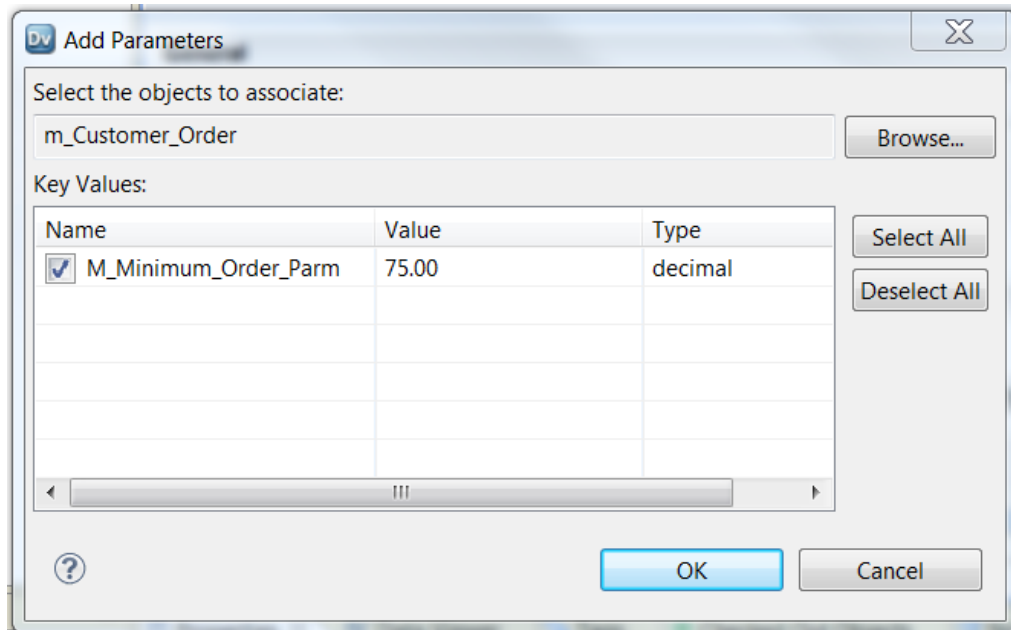 Dv Add Parameters
Select the objects to associate:
m_Customer_Order
Browse...
Key Values:
Name Value Type
Select All
M_Minimum_Order_Parm 75.00 decimal
Deselect All
OK Cancel